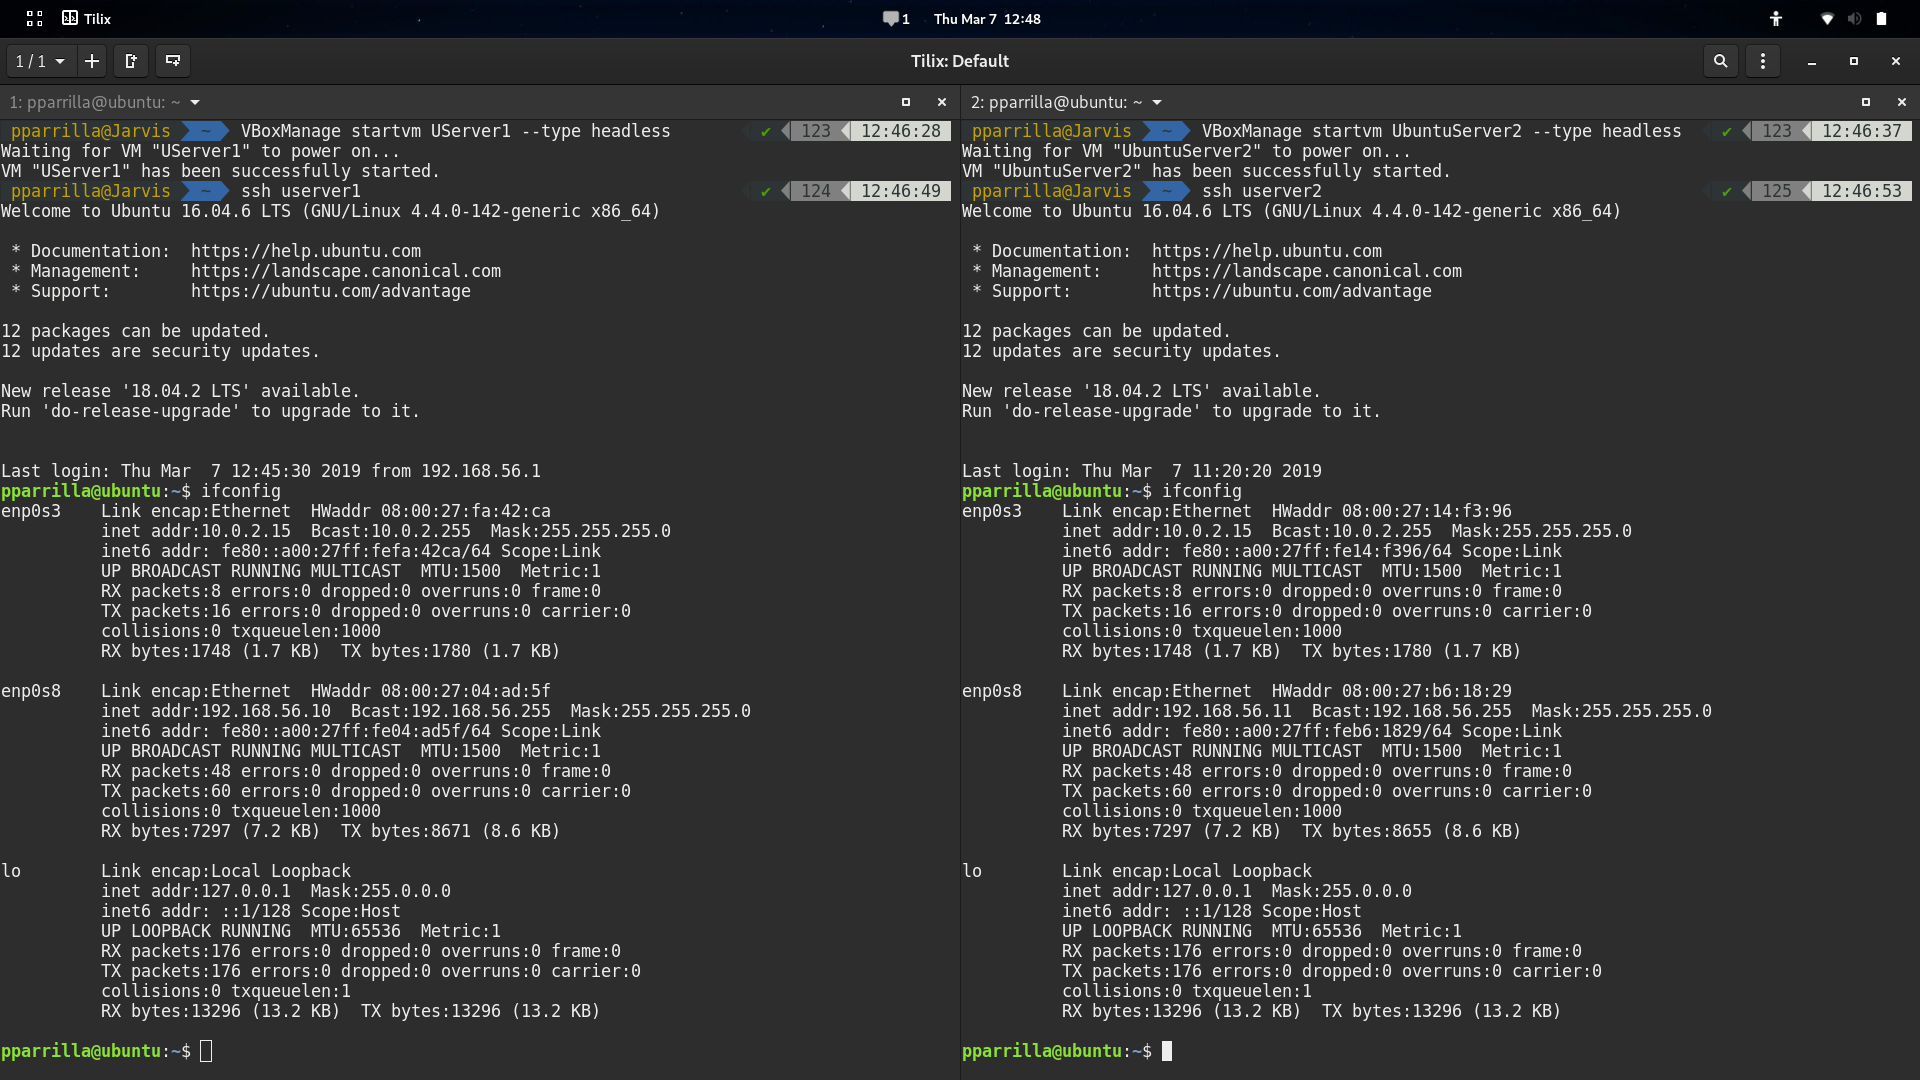 Tilix
1
Thu Mar 7 12:48
1 / 1
Tilix: Default
1: pparrilla@ubuntu: ~
pparrilla@Jarvis ~ VBoxManage startvm UServer1 --type headless ✔ 123 12:46:28
Waiting for VM "UServer1" to power on...
VM "UServer1" has been successfully started.
pparrilla@Jarvis ~ ssh userver1 ✔ 124 12:46:49
Welcome to Ubuntu 16.04.6 LTS (GNU/Linux 4.4.0-142-generic x86_64)
* Documentation: https://help.ubuntu.com
* Management: https://landscape.canonical.com
* Support: https://ubuntu.com/advantage
12 packages can be updated.
12 updates are security updates.
New release '18.04.2 LTS' available.
Run 'do-release-upgrade' to upgrade to it.
Last login: Thu Mar  7 12:45:30 2019 from 192.168.56.1
pparrilla@ubuntu:~$ ifconfig
enp0s3 Link encap:Ethernet HWaddr 08:00:27:fa:42:ca
inet addr:10.0.2.15 Bcast:10.0.2.255 Mask:255.255.255.0
inet6 addr: fe80::a00:27ff:fefa:42ca/64 Scope:Link
UP BROADCAST RUNNING MULTICAST MTU:1500 Metric:1
RX packets:8 errors:0 dropped:0 overruns:0 frame:0
TX packets:16 errors:0 dropped:0 overruns:0 carrier:0
collisions:0 txqueuelen:1000
RX bytes:1748 (1.7 KB) TX bytes:1780 (1.7 KB)
enp0s8 Link encap:Ethernet HWaddr 08:00:27:04:ad:5f
inet addr:192.168.56.10 Bcast:192.168.56.255 Mask:255.255.255.0
inet6 addr: fe80::a00:27ff:fe04:ad5f/64 Scope:Link
UP BROADCAST RUNNING MULTICAST MTU:1500 Metric:1
RX packets:48 errors:0 dropped:0 overruns:0 frame:0
TX packets:60 errors:0 dropped:0 overruns:0 carrier:0
collisions:0 txqueuelen:1000
RX bytes:7297 (7.2 KB) TX bytes:8671 (8.6 KB)
lo Link encap:Local Loopback
inet addr:127.0.0.1 Mask:255.0.0.0
inet6 addr: ::1/128 Scope:Host
UP LOOPBACK RUNNING MTU:65536 Metric:1
RX packets:176 errors:0 dropped:0 overruns:0 frame:0
TX packets:176 errors:0 dropped:0 overruns:0 carrier:0
collisions:0 txqueuelen:1
RX bytes:13296 (13.2 KB) TX bytes:13296 (13.2 KB)
pparrilla@ubuntu:~$
2: pparrilla@ubuntu: ~
pparrilla@Jarvis ~ VBoxManage startvm UbuntuServer2 --type headless ✔ 123 12:46:37
Waiting for VM "UbuntuServer2" to power on...
VM "UbuntuServer2" has been successfully started.
pparrilla@Jarvis ~ ssh userver2 ✔ 125 12:46:53
Welcome to Ubuntu 16.04.6 LTS (GNU/Linux 4.4.0-142-generic x86_64)
* Documentation: https://help.ubuntu.com
* Management: https://landscape.canonical.com
* Support: https://ubuntu.com/advantage
12 packages can be updated.
12 updates are security updates.
New release '18.04.2 LTS' available.
Run 'do-release-upgrade' to upgrade to it.
Last login: Thu Mar  7 11:20:20 2019
pparrilla@ubuntu:~$ ifconfig
enp0s3 Link encap:Ethernet HWaddr 08:00:27:14:f3:96
inet addr:10.0.2.15 Bcast:10.0.2.255 Mask:255.255.255.0
inet6 addr: fe80::a00:27ff:fe14:f396/64 Scope:Link
UP BROADCAST RUNNING MULTICAST MTU:1500 Metric:1
RX packets:8 errors:0 dropped:0 overruns:0 frame:0
TX packets:16 errors:0 dropped:0 overruns:0 carrier:0
collisions:0 txqueuelen:1000
RX bytes:1748 (1.7 KB) TX bytes:1780 (1.7 KB)
enp0s8 Link encap:Ethernet HWaddr 08:00:27:b6:18:29
inet addr:192.168.56.11 Bcast:192.168.56.255 Mask:255.255.255.0
inet6 addr: fe80::a00:27ff:feb6:1829/64 Scope:Link
UP BROADCAST RUNNING MULTICAST MTU:1500 Metric:1
RX packets:48 errors:0 dropped:0 overruns:0 frame:0
TX packets:60 errors:0 dropped:0 overruns:0 carrier:0
collisions:0 txqueuelen:1000
RX bytes:7297 (7.2 KB) TX bytes:8655 (8.6 KB)
lo Link encap:Local Loopback
inet addr:127.0.0.1 Mask:255.0.0.0
inet6 addr: ::1/128 Scope:Host
UP LOOPBACK RUNNING MTU:65536 Metric:1
RX packets:176 errors:0 dropped:0 overruns:0 frame:0
TX packets:176 errors:0 dropped:0 overruns:0 carrier:0
collisions:0 txqueuelen:1
RX bytes:13296 (13.2 KB) TX bytes:13296 (13.2 KB)
pparrilla@ubuntu:~$